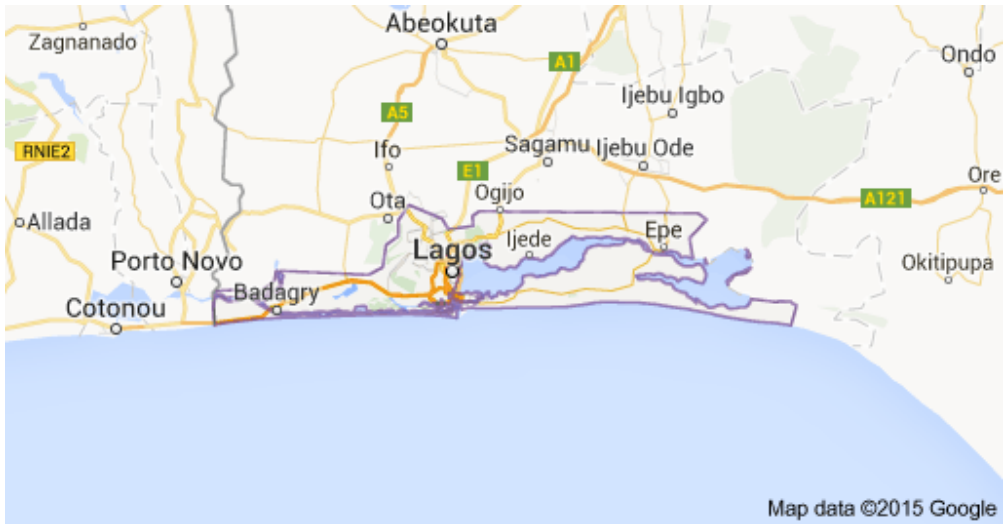 Abeokuta
Zagnanado
Ondo
A1
Ijebu Igbo
A5
RNIE2
Ifo
Sagamu
Ijebu Ode
E1
Ore
Ogijo
A121
Allada
Ota
Epe
Ijede
Lagos
Porto Novo
Okitipupa
Badagry
Cotonou
Map data ©2015 Google